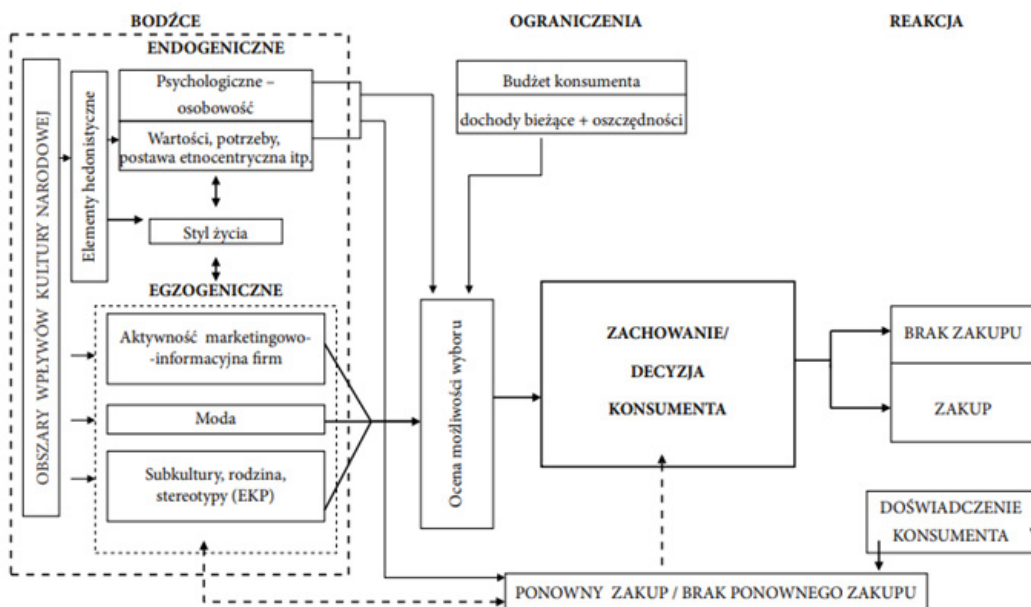 BODŹCE
OGRANICZENIA
REAKCJA
ENDOGENICZNE
OBSZARY WPŁYWÓW KULTURY NARODOWEJ
Elementy hedonistyczne
Psychologiczne –
osobowość
Wartości, potrzeby,
postawa etnocentryczna itp.
Styl życia
EGZOGENICZNE
Aktywność marketingowo-
-informacyjna firm
Moda
Subkultury, rodzina,
stereotypy (EKP)
Budżet konsumenta
dochody bieżące + oszczędności
Ocena możliwości wyboru
ZACHOWANIE/
DECYZJA
KONSUMENTA
BRAK ZAKUPU
ZAKUP
DOŚWIADCZENIE
KONSUMENTA
PONOWNY ZAKUP / BRAK PONOWNEGO ZAKUPU